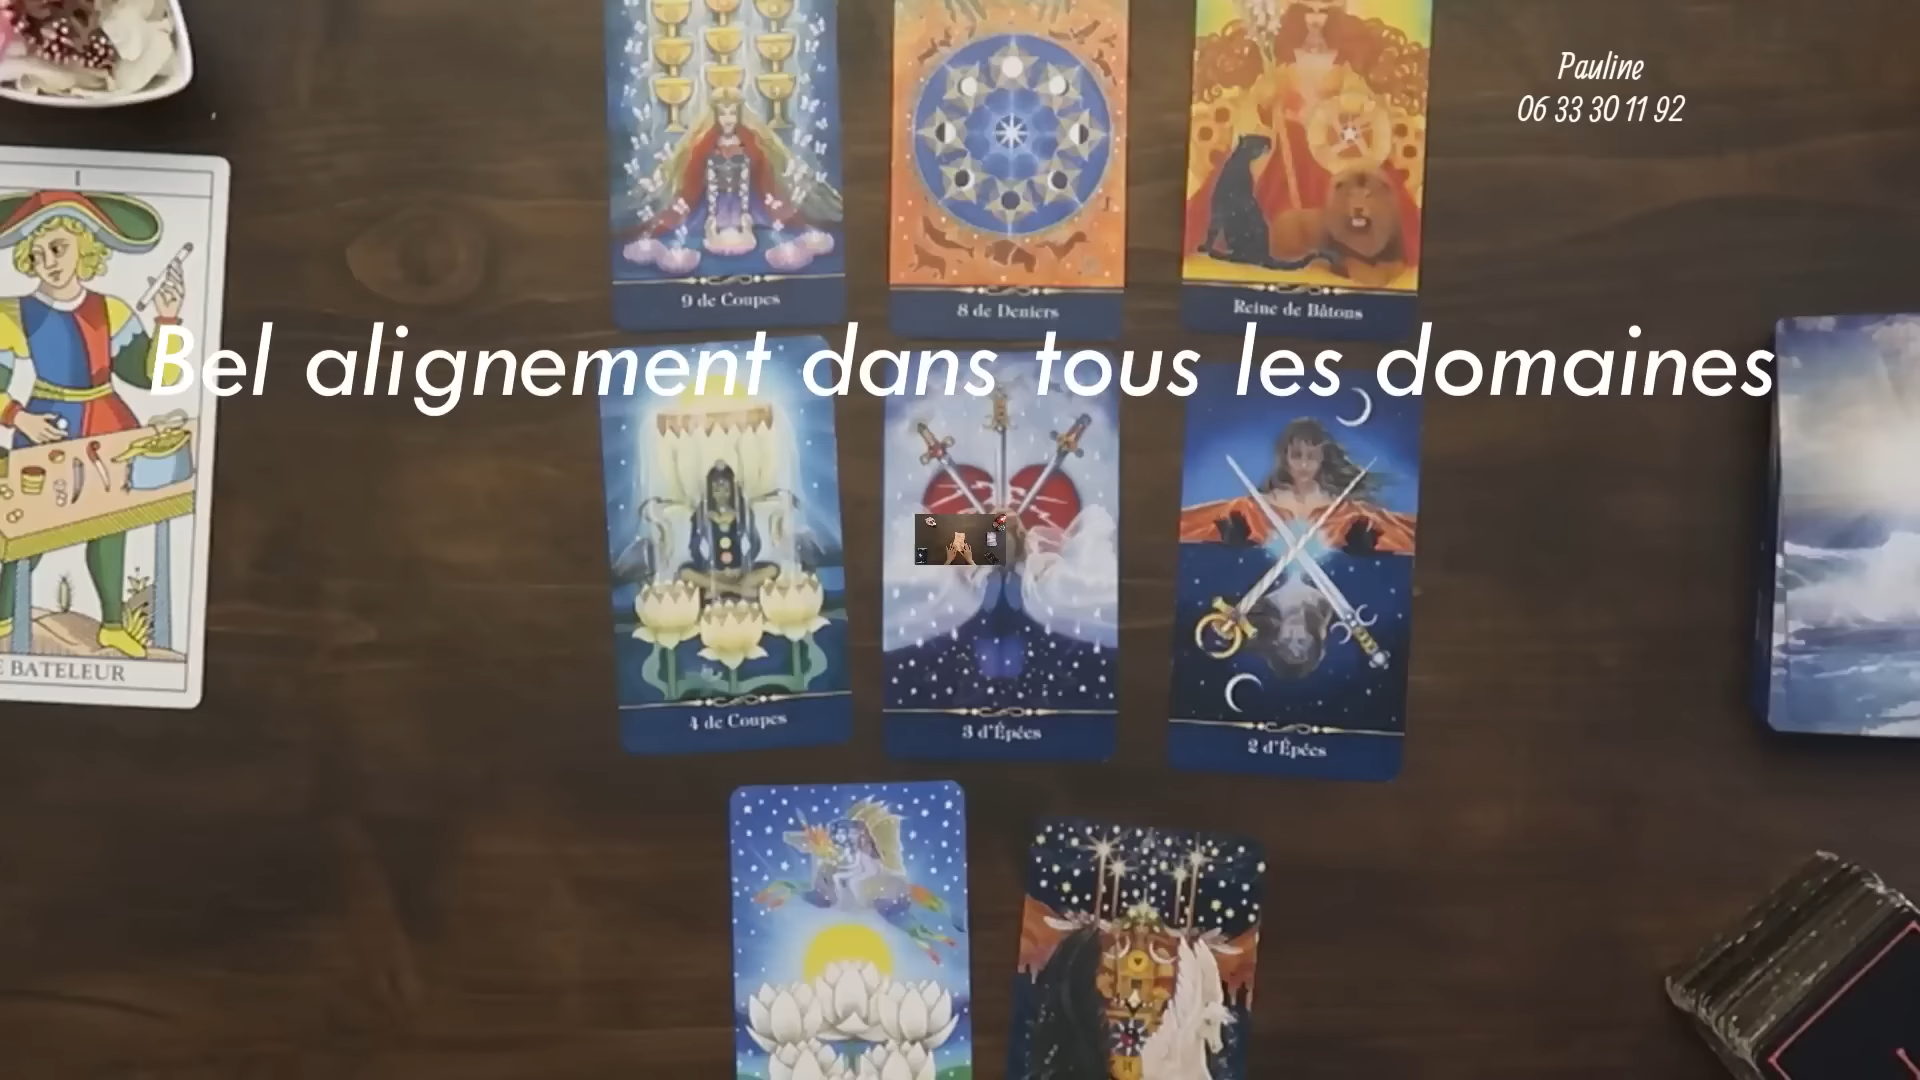 Pauline
06 33 30 11 92
I
9 de Coupes
8 de Deniers
Reine de Bâtons
Bel alignement dans tous les domaines
BATELEUR
4 de Coupes
3 d'Épées
2 d'Épées